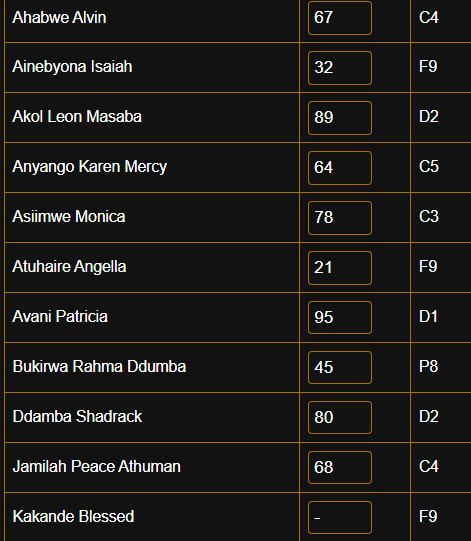 Ahabwe Alvin 67 C4
Ainebyona Isaiah 32 F9
Akol Leon Masaba 89 D2
Anyango Karen Mercy 64 C5
Asiimwe Monica 78 C3
Atuhaire Angella 21 F9
Avani Patricia 95 D1
Bukirwa Rahma Ddumba 45 P8
Ddamba Shadrack 80 D2
Jamilah Peace Athuman 68 C4
Kakande Blessed - F9